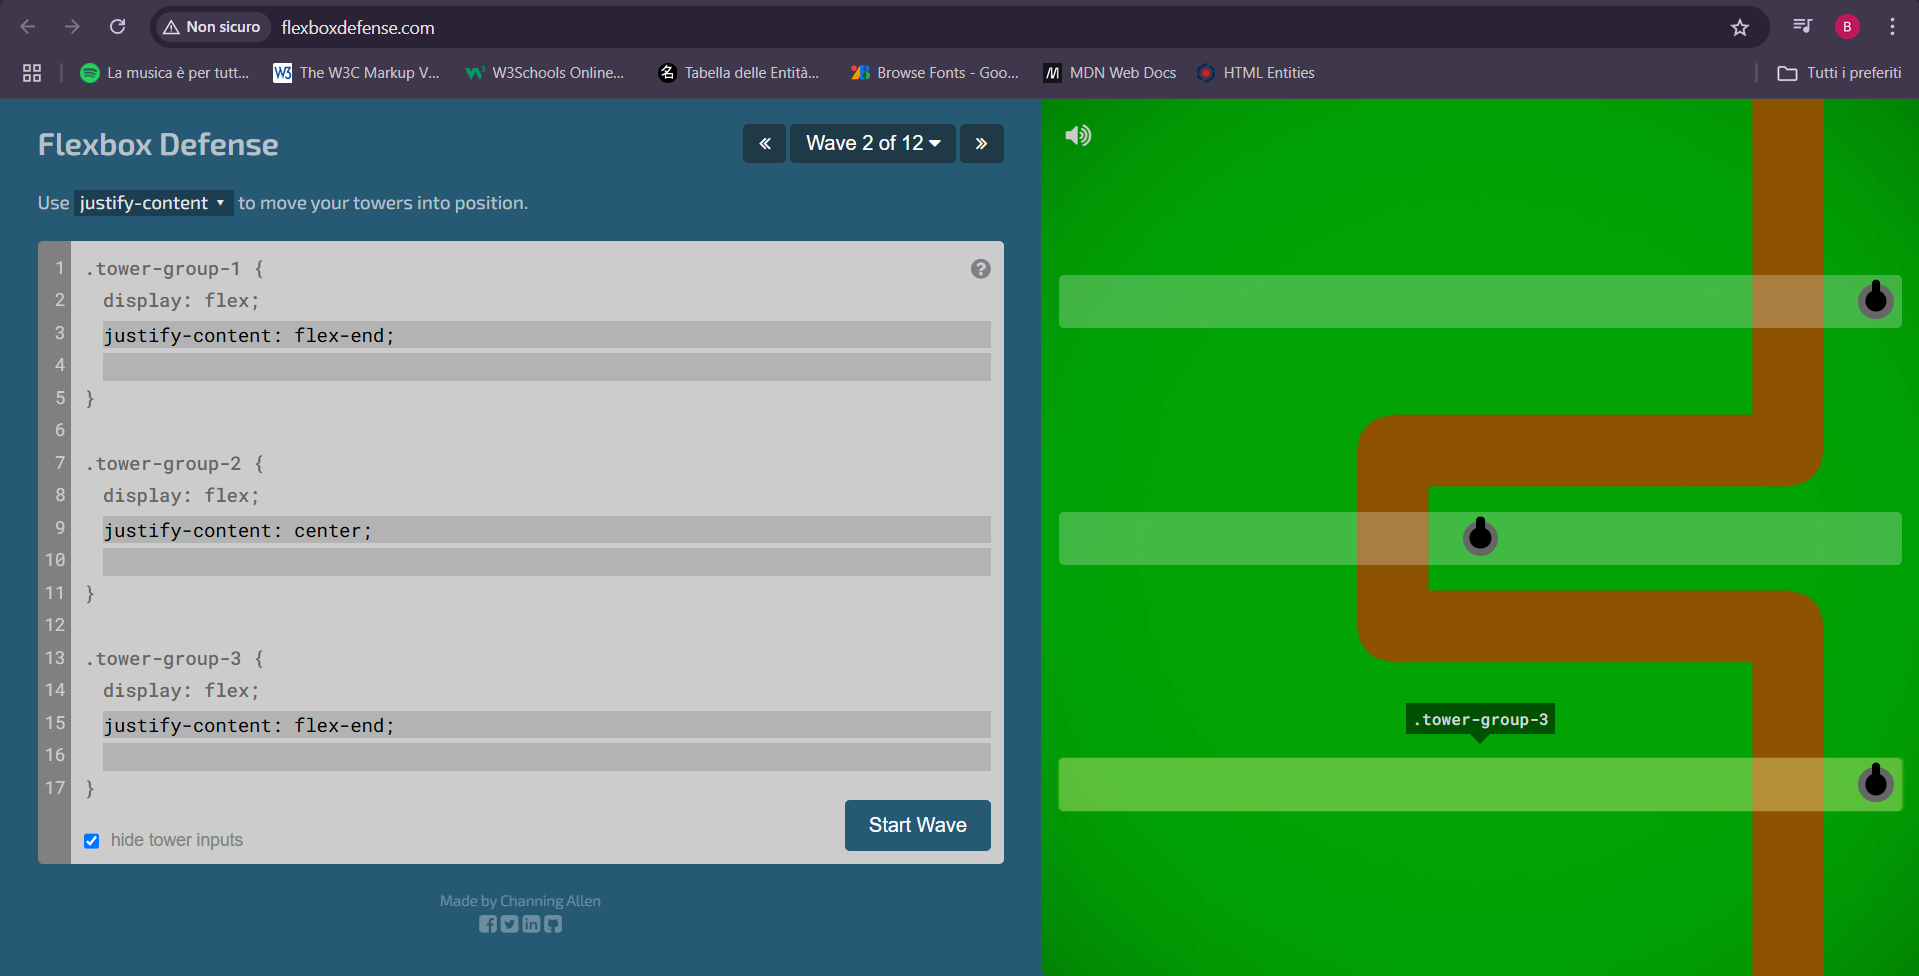 Non sicuro flexboxdefense.com B
La musica è per tutt... The W3C Markup V... W3Schools Online... Tabella delle Entità... Browse Fonts - Goo... MDN Web Docs HTML Entities Tutti i preferiti
Flexbox Defense
« Wave 2 of 12 »
Use justify-content to move your towers into position.
1 .tower-group-1 {
2 display: flex;
3 justify-content: flex-end;
4
5 }
6
7 .tower-group-2 {
8 display: flex;
9 justify-content: center;
10
11 }
12
13 .tower-group-3 {
14 display: flex;
15 justify-content: flex-end;
16
17 }
hide tower inputs
Start Wave
Made by Channing Allen
.tower-group-3